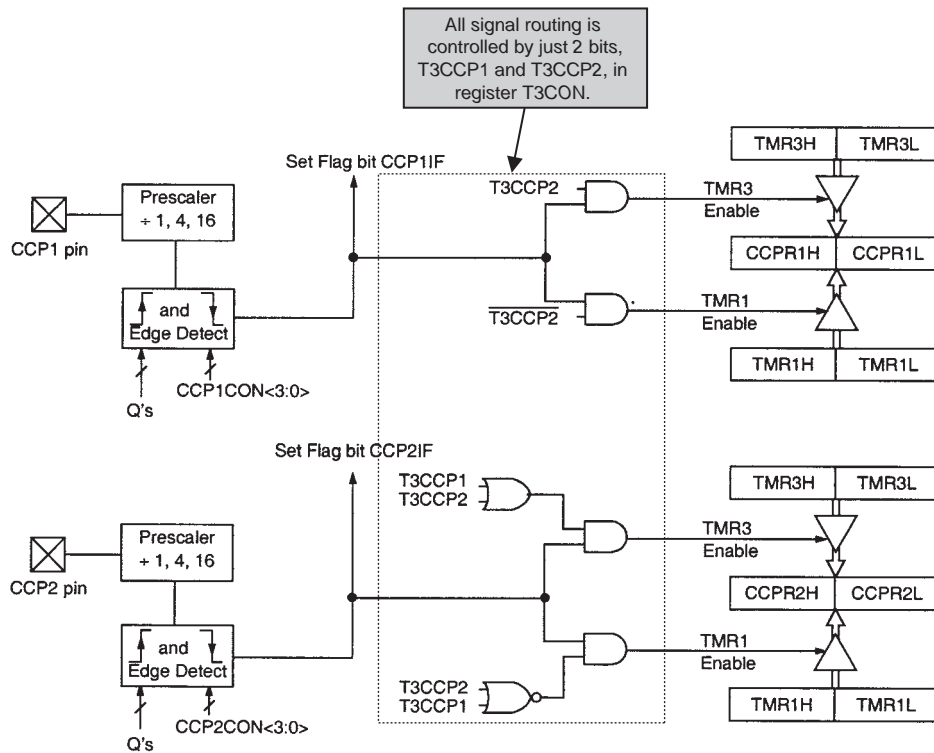 All signal routing is
controlled by just 2 bits,
T3CCP1 and T3CCP2, in
register T3CON.
TMR3H TMR3L
Set Flag bit CCP1IF
Prescaler
÷ 1, 4, 16
T3CCP2
TMR3
Enable
CCP1 pin
CCPR1H CCPR1L
and
Edge Detect
T3CCP2
TMR1
Enable
TMR1H TMR1L
Q's
CCP1CON<3:0>
Set Flag bit CCP2IF
TMR3H TMR3L
T3CCP1
T3CCP2
Prescaler
÷ 1, 4, 16
TMR3
Enable
CCP2 pin
CCPR2H CCPR2L
and
Edge Detect
TMR1
Enable
T3CCP2
T3CCP1
TMR1H TMR1L
Q's
CCP2CON<3:0>